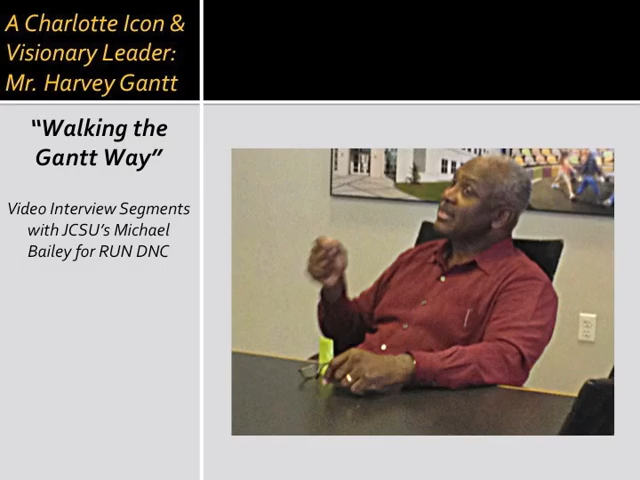 A Charlotte Icon &
Visionary Leader:
Mr. Harvey Gantt
“Walking the
Gantt Way”
Video Interview Segments
with JCSU’s Michael
Bailey for RUN DNC